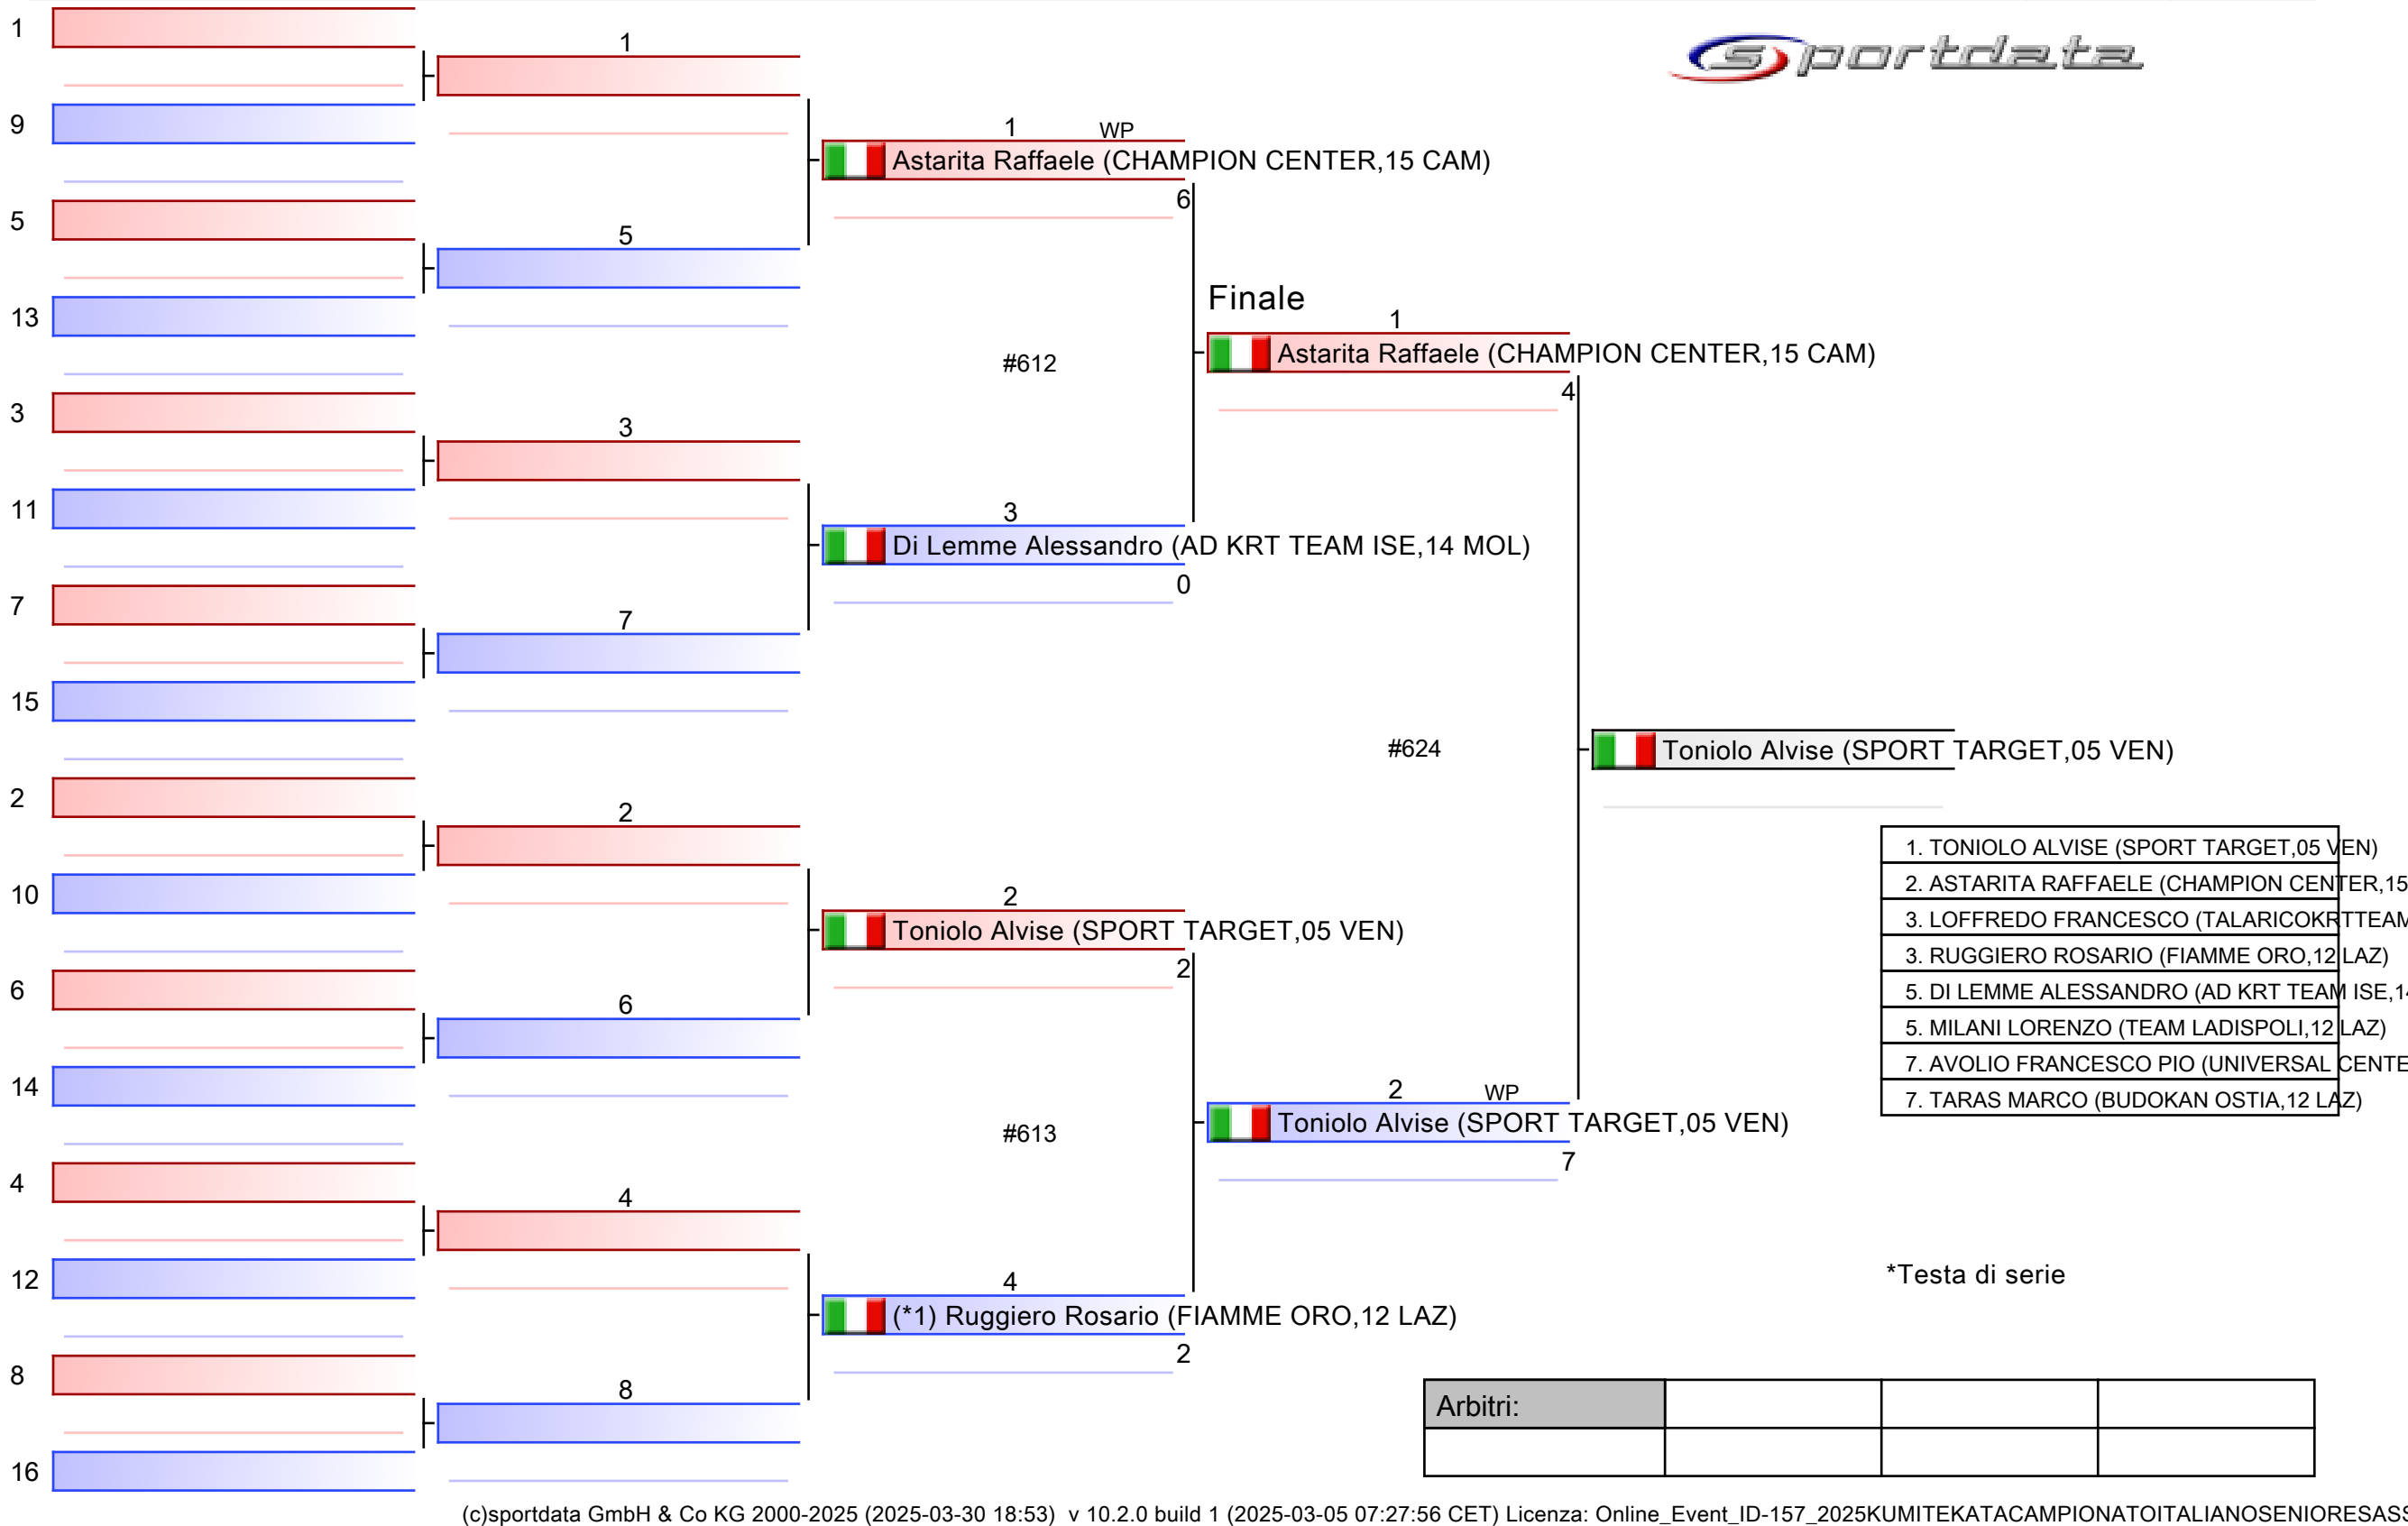 sportdata
1
9
5
13
3
11
7
15
2
10
6
14
4
12
8
16
1
5
3
7
2
6
4
8
1 WP
Astarita Raffaele (CHAMPION CENTER,15 CAM)
6
#612
3
Di Lemme Alessandro (AD KRT TEAM ISE,14 MOL)
0
2
Toniolo Alvise (SPORT TARGET,05 VEN)
2
#613
4
(*1) Ruggiero Rosario (FIAMME ORO,12 LAZ)
2
Finale
1
Astarita Raffaele (CHAMPION CENTER,15 CAM)
4
#624
2 WP
Toniolo Alvise (SPORT TARGET,05 VEN)
7
Toniolo Alvise (SPORT TARGET,05 VEN)
1. TONIOLO ALVISE (SPORT TARGET,05 VEN)
2. ASTARITA RAFFAELE (CHAMPION CENTER,15
3. LOFFREDO FRANCESCO (TALARICOKRTTEAM
3. RUGGIERO ROSARIO (FIAMME ORO,12 LAZ)
5. DI LEMME ALESSANDRO (AD KRT TEAM ISE,14
5. MILANI LORENZO (TEAM LADISPOLI,12 LAZ)
7. AVOLIO FRANCESCO PIO (UNIVERSAL CENTE
7. TARAS MARCO (BUDOKAN OSTIA,12 LAZ)
*Testa di serie
Arbitri:
(c)sportdata GmbH & Co KG 2000-2025 (2025-03-30 18:53) v 10.2.0 build 1 (2025-03-05 07:27:56 CET) Licenza: Online_Event_ID-157_2025KUMITEKATACAMPIONATOITALIANOSENIORESASS